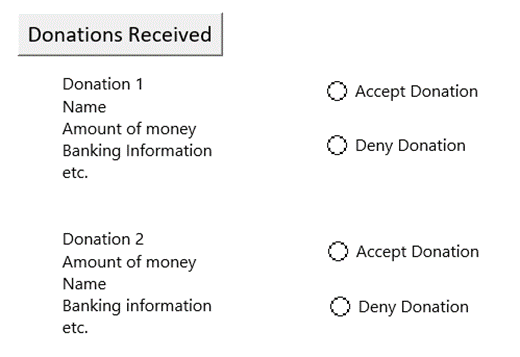 Donations Received
Donation 1
Name
Amount of money
Banking Information
etc.
Accept Donation
Deny Donation
Donation 2
Amount of money
Name
Banking information
etc.
Accept Donation
Deny Donation